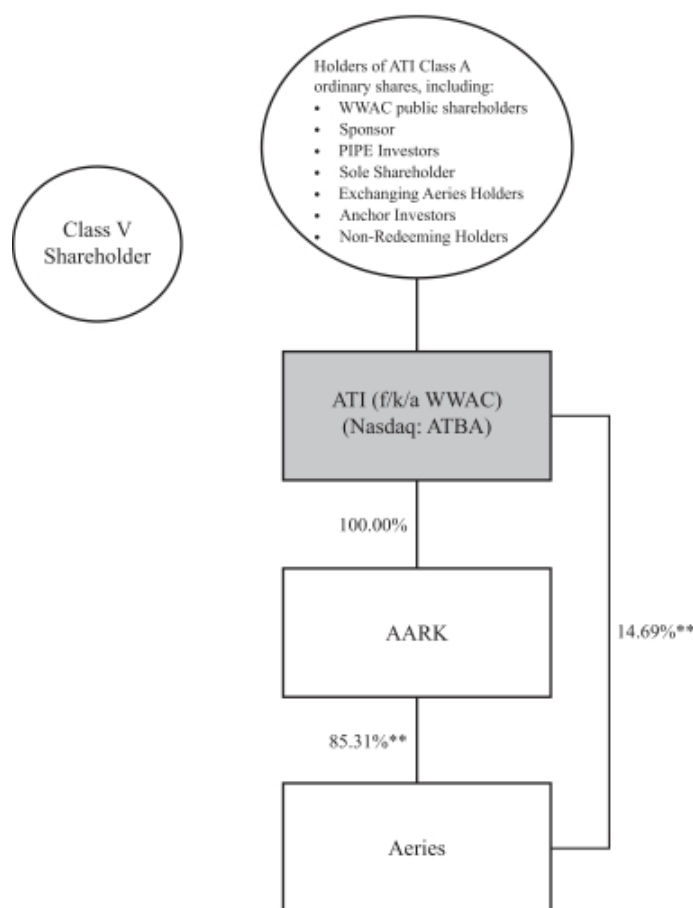 Holders of ATI Class A
ordinary shares, including:
• WWAC public shareholders
• Sponsor
• PIPE Investors
• Sole Shareholder
• Exchanging Aeries Holders
• Anchor Investors
• Non-Redeeming Holders
Class V
Shareholder
ATI (f/k/a WWAC)
(Nasdaq: ATBA)
100.00%
AARK
14.69%**
85.31%**
Aeries